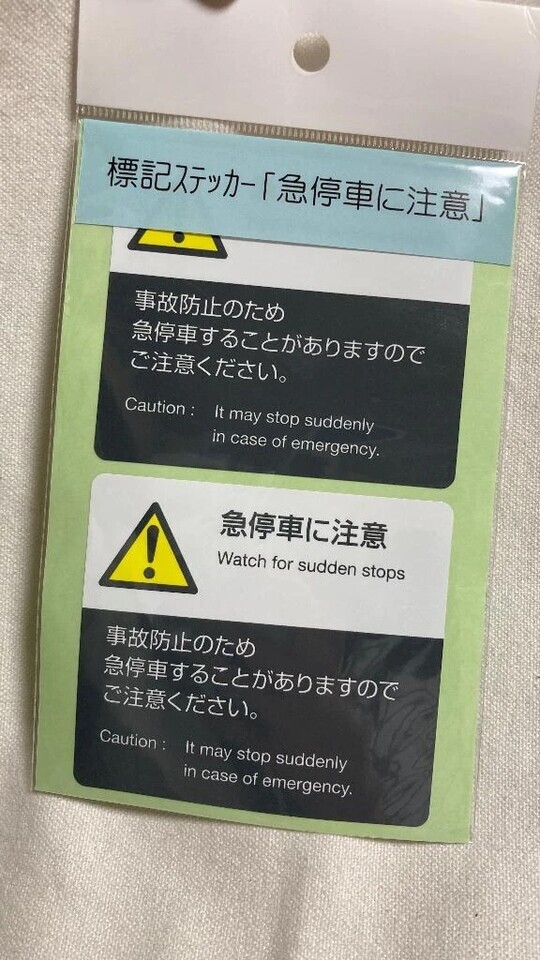 標記ステッカー「急停車に注意」
事故防止のため
急停車することがありますので
ご注意ください。
Caution : It may stop suddenly
in case of emergency.
急停車に注意
Watch for sudden stops
事故防止のため
急停車することがありますので
ご注意ください。
Caution : It may stop suddenly
in case of emergency.